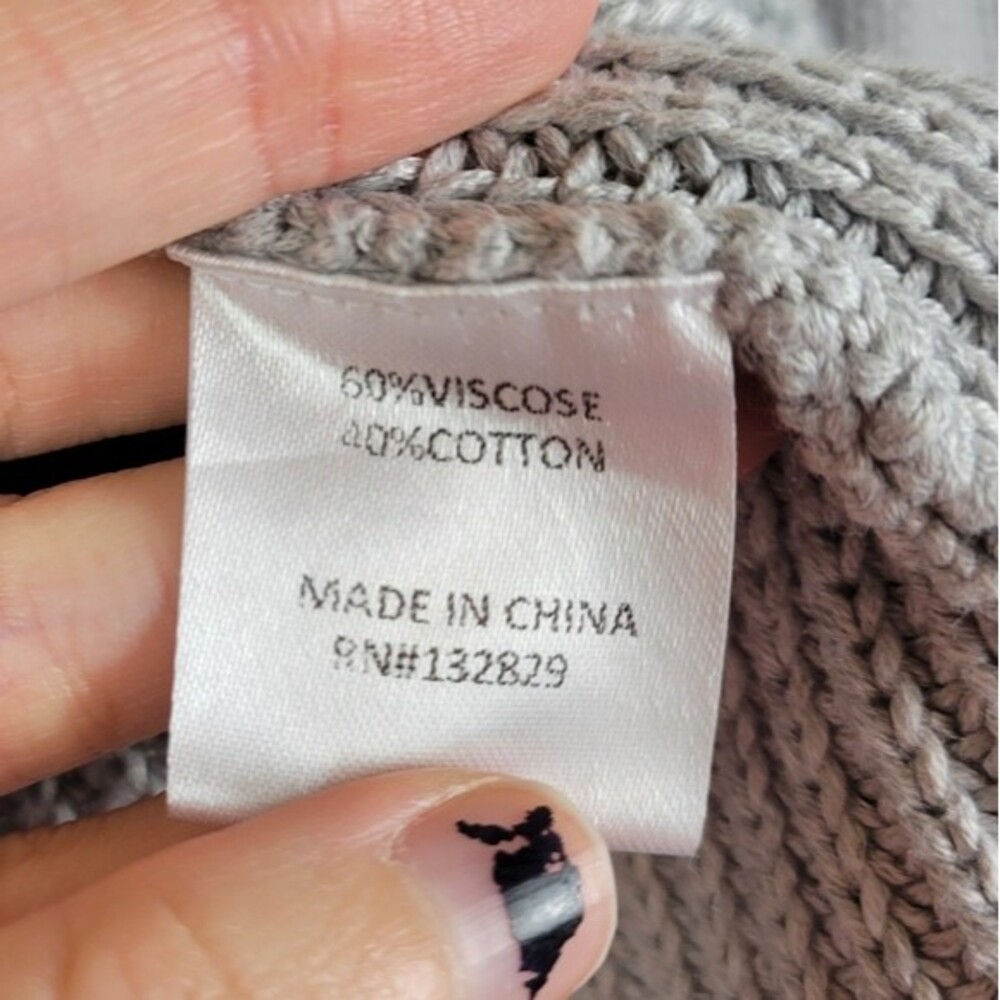 60%VISCOSE
40%COTTON
MADE IN CHINA
RN#132829